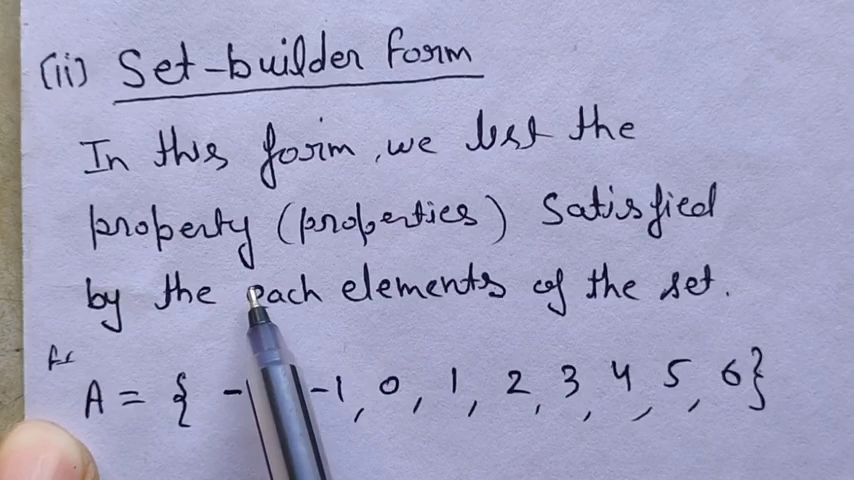 (ii) Set-builder form
In this form, we list the
property (properties) satisfied
by the each elements of the set.
A = { - -1, 0, 1, 2, 3, 4, 5, 6}